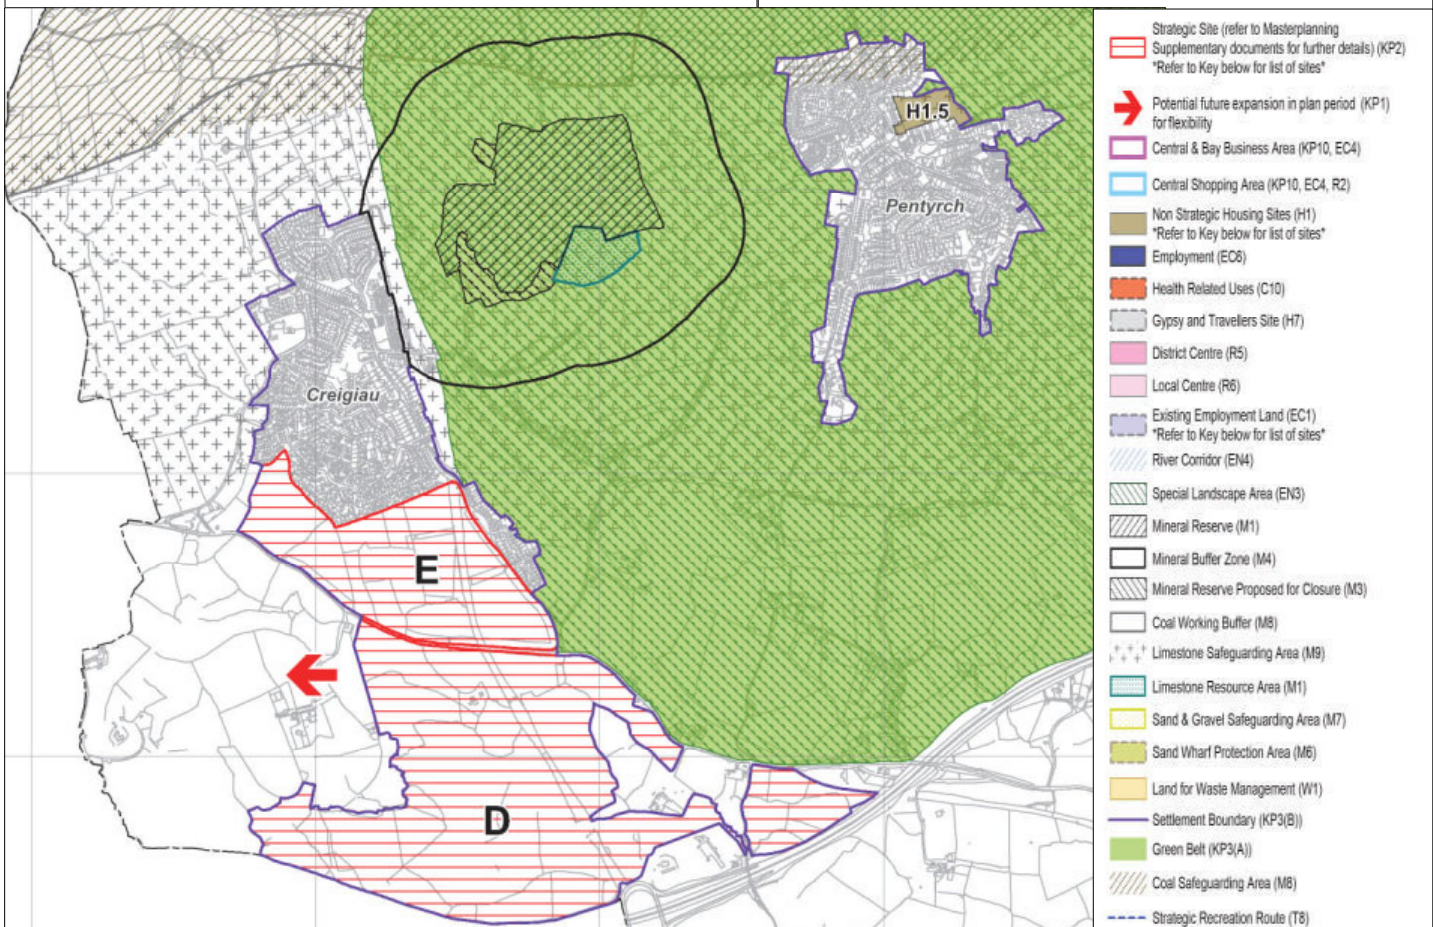 H1.5
Pentyrch
Creigiau
E
D
Strategic Site (refer to Masterplanning
Supplementary documents for further details) (KP2)
*Refer to Key below for list of sites*
Potential future expansion in plan period (KP1)
for flexibility
Central & Bay Business Area (KP10, EC4)
Central Shopping Area (KP10, EC4, R2)
Non Strategic Housing Sites (H1)
*Refer to Key below for list of sites*
Employment (EC6)
Health Related Uses (C10)
Gypsy and Travellers Site (H7)
District Centre (R5)
Local Centre (R6)
Existing Employment Land (EC1)
*Refer to Key below for list of sites*
River Corridor (EN4)
Special Landscape Area (EN3)
Mineral Reserve (M1)
Mineral Buffer Zone (M4)
Mineral Reserve Proposed for Closure (M3)
Coal Working Buffer (M8)
Limestone Safeguarding Area (M9)
Limestone Resource Area (M1)
Sand & Gravel Safeguarding Area (M7)
Sand Wharf Protection Area (M6)
Land for Waste Management (W1)
Settlement Boundary (KP3(B))
Green Belt (KP3(A))
Coal Safeguarding Area (M8)
Strategic Recreation Route (T8)